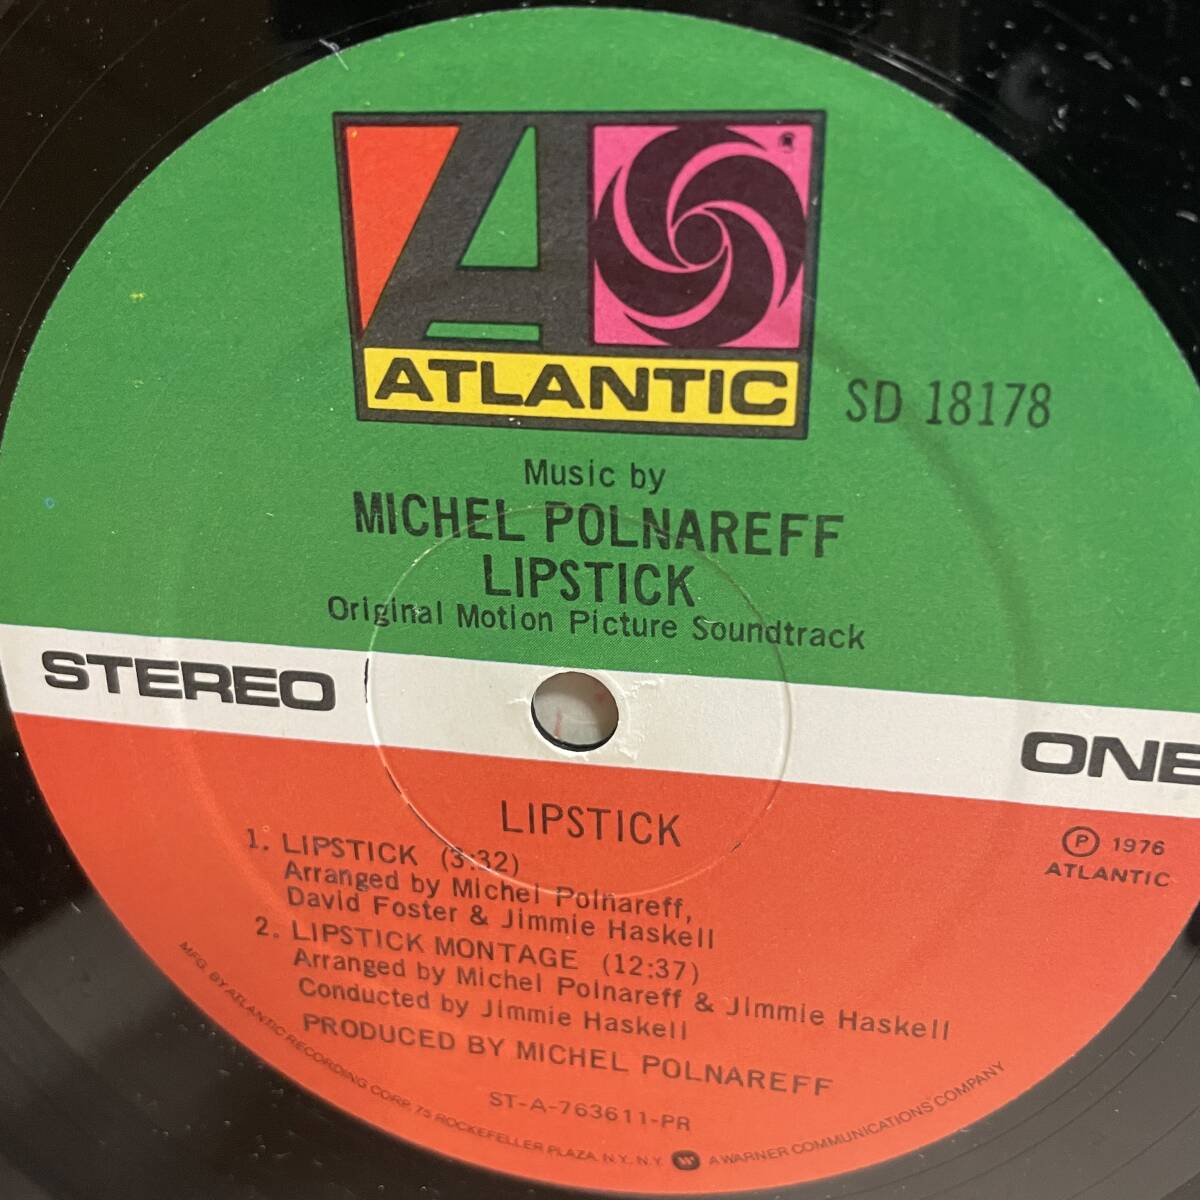 ATLANTIC
SD 18178
Music by
MICHEL POLNAREFF
LIPSTICK
Original Motion Picture Soundtrack
STEREO
ONE
LIPSTICK
1. LIPSTICK (3:32)
Arranged by Michel Polnareff,
David Foster & Jimmie Haskell
2. LIPSTICK MONTAGE (12:37)
Arranged by Michel Polnareff & Jimmie Haskell
Conducted by Jimmie Haskell
PRODUCED BY MICHEL POLNAREFF
ST-A-763611-PR
Ⓟ 1976
ATLANTIC
MFG. BY ATLANTIC RECORDING CORP. 75 ROCKEFELLER PLAZA, N.Y., N.Y. A WARNER COMMUNICATIONS COMPANY